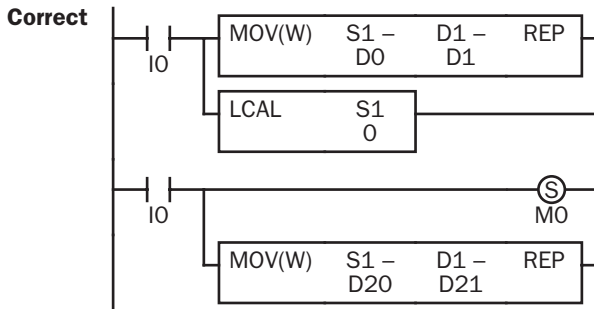 Correct
MOV(W) S1 – D1 – REP
I0 D0 D1
LCAL S1
0
I0 S
M0
MOV(W) S1 – D1 – REP
D20 D21